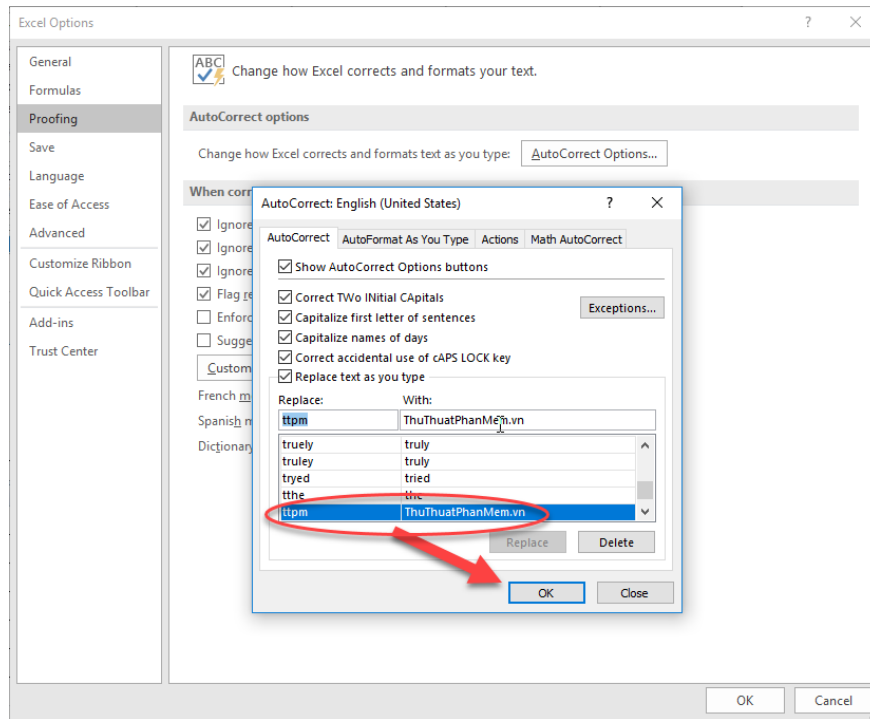 Excel Options
General
Formulas
Proofing
Save
Language
Ease of Access
Advanced
Customize Ribbon
Quick Access Toolbar
Add-ins
Trust Center
ABC
Change how Excel corrects and formats your text.
AutoCorrect options
Change how Excel corrects and formats text as you type: AutoCorrect Options...
When corr
Ignore
Ignore
Ignore
Flag re
Enforc
Sugge
Custom
French m
Spanish m
Dictionary
AutoCorrect: English (United States)
AutoCorrect AutoFormat As You Type Actions Math AutoCorrect
Show AutoCorrect Options buttons
Correct TWo INitial CApitals
Exceptions...
Capitalize first letter of sentences
Capitalize names of days
Correct accidental use of cAPS LOCK key
Replace text as you type
Replace: With:
ttpm ThuThuatPhanMem.vn
truely truly
truley truly
tryed tried
tthe the
ttpm ThuThuatPhanMem.vn
Replace Delete
OK Close
OK Cancel